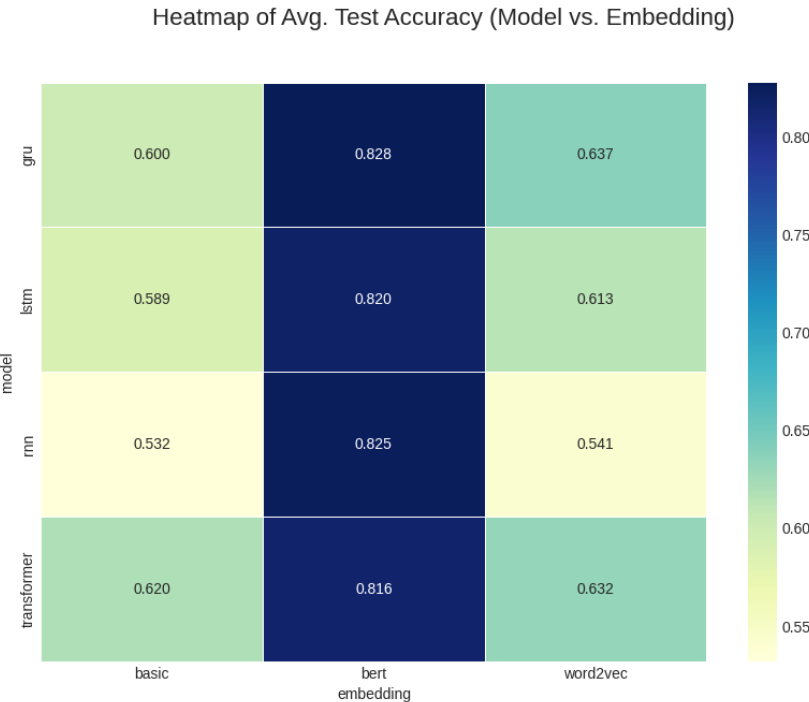 Heatmap of Avg. Test Accuracy (Model vs. Embedding)
model
gru
0.600 0.828 0.637
lstm
0.589 0.820 0.613
rnn
0.532 0.825 0.541
transformer
0.620 0.816 0.632
basic bert word2vec
embedding
0.80
0.75
0.70
0.65
0.60
0.55